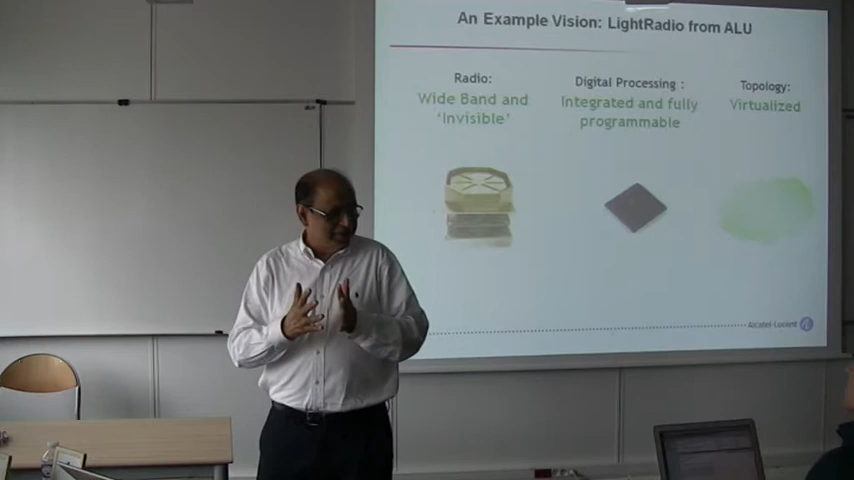 An Example Vision: LightRadio from ALU
Radio:
Wide Band and
'Invisible'
Digital Processing :
Integrated and fully
programmable
Topology:
Virtualized
Alcatel·Lucent